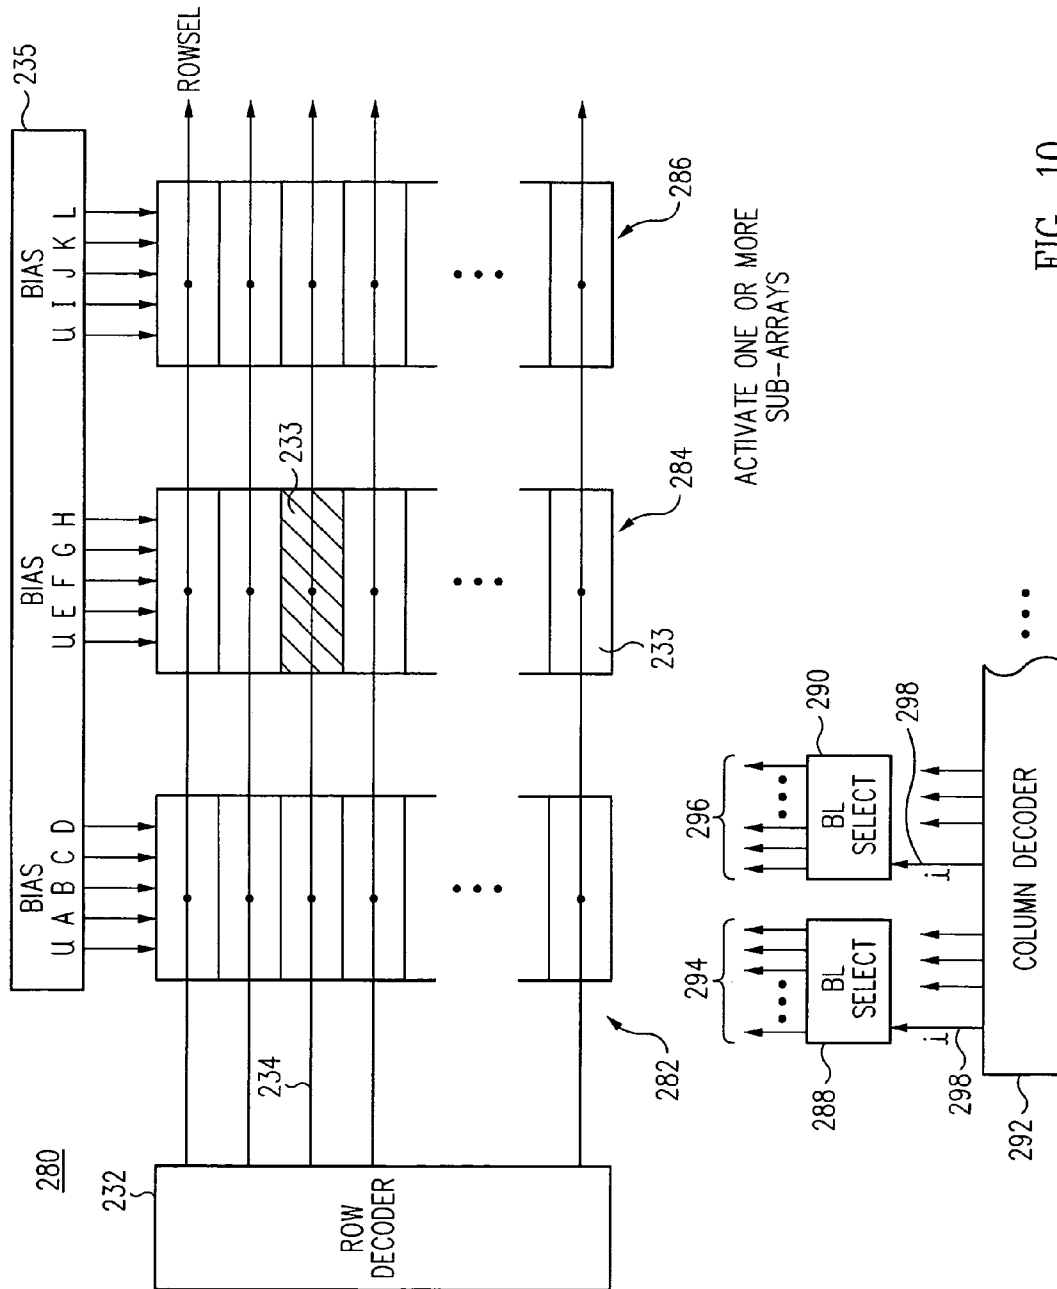 280
235
BIAS
U A B C D
BIAS
U E F G H
BIAS
U I J K L
232
ROW
DECODER
234
ROWSEL
233
233
282
284
286
ACTIVATE ONE OR MORE
SUB-ARRAYS
294
296
BL
SELECT
288
BL
SELECT
290
i
298
i
298
292
COLUMN DECODER
FIG. 10